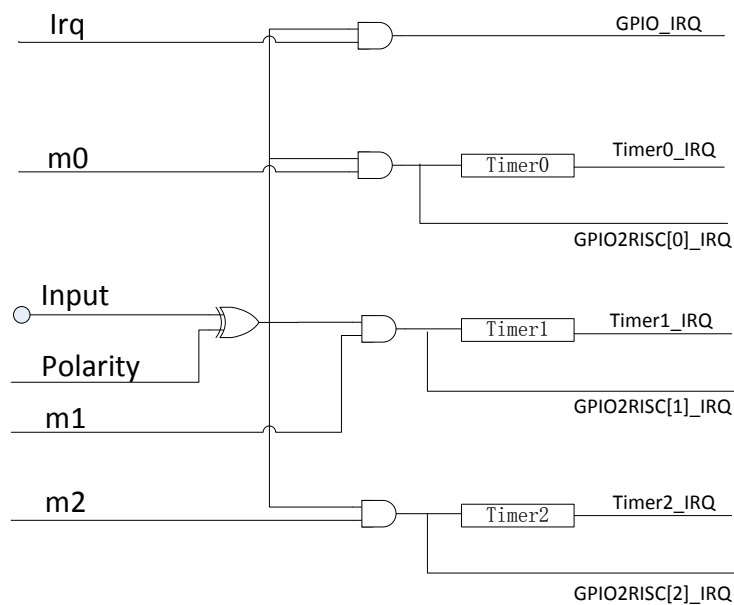 Irq
GPIO_IRQ
m0
Timer0
Timer0_IRQ
GPIO2RISC[0]_IRQ
Input
Timer1
Timer1_IRQ
Polarity
GPIO2RISC[1]_IRQ
m1
m2
Timer2
Timer2_IRQ
GPIO2RISC[2]_IRQ